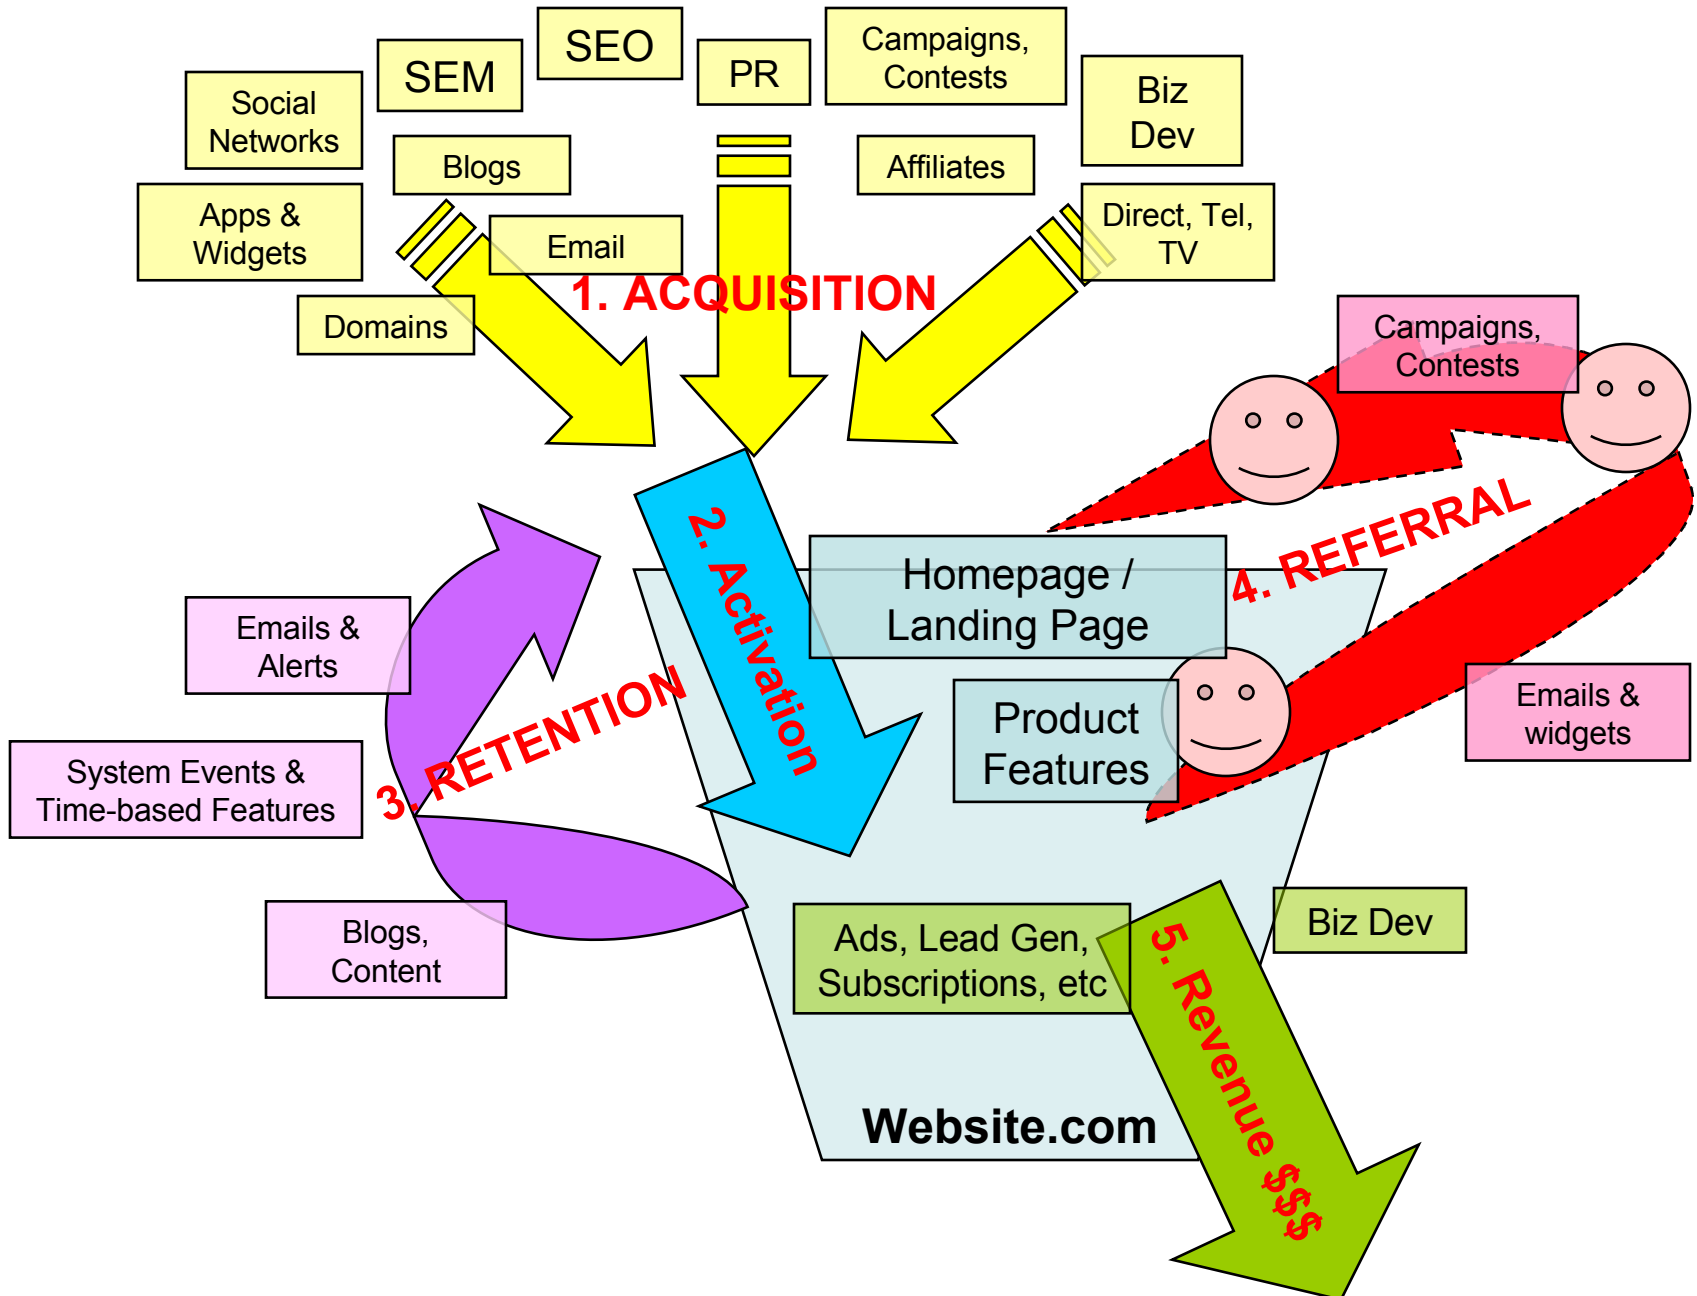 SEO
Campaigns,
Contests
SEM
PR
Biz
Dev
Social
Networks
Blogs
Affiliates
Apps &
Widgets
Email
Direct, Tel,
TV
1. ACQUISITION
Domains
Campaigns,
Contests
2. Activation
4. REFERRAL
Homepage /
Landing Page
Emails &
Alerts
3. RETENTION
Product
Features
Emails &
widgets
System Events &
Time-based Features
Blogs,
Content
Ads, Lead Gen,
Subscriptions, etc
Biz Dev
5. Revenue $$$
Website.com